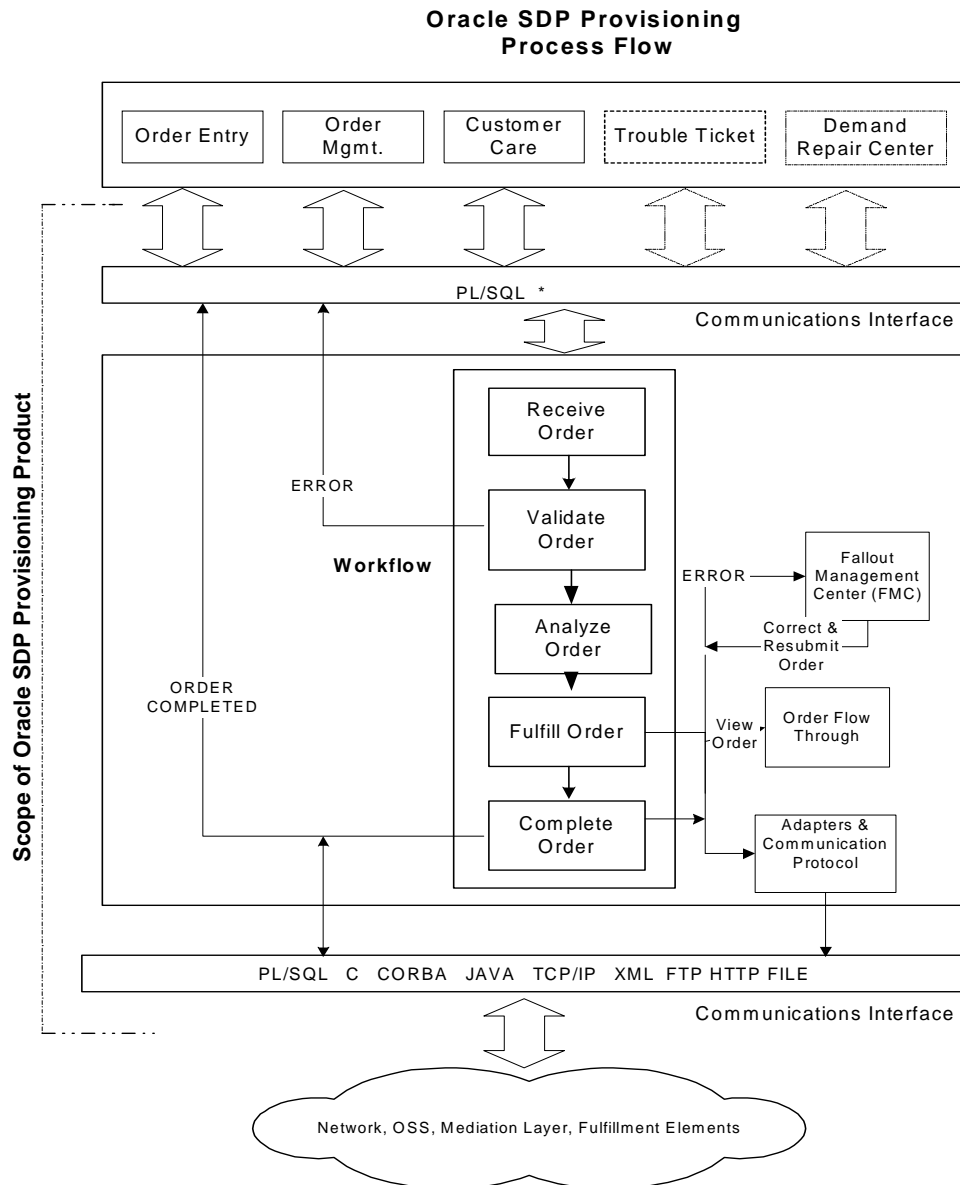 Oracle SDP Provisioning
Process Flow
Order Entry
Order
Mgmt.
Customer
Care
Trouble Ticket
Demand
Repair Center
PL/SQL *
Communications Interface
Scope of Oracle SDP Provisioning Product
Workflow
Receive
Order
Validate
Order
ERROR
Analyze
Order
Fulfill Order
Complete
Order
ORDER
COMPLETED
ERROR
Fallout
Management
Center (FMC)
Correct &
Resubmit
Order
View
Order
Order Flow
Through
Adapters &
Communication
Protocol
PL/SQL C CORBA JAVA TCP/IP XML FTP HTTP FILE
Communications Interface
Network, OSS, Mediation Layer, Fulfillment Elements